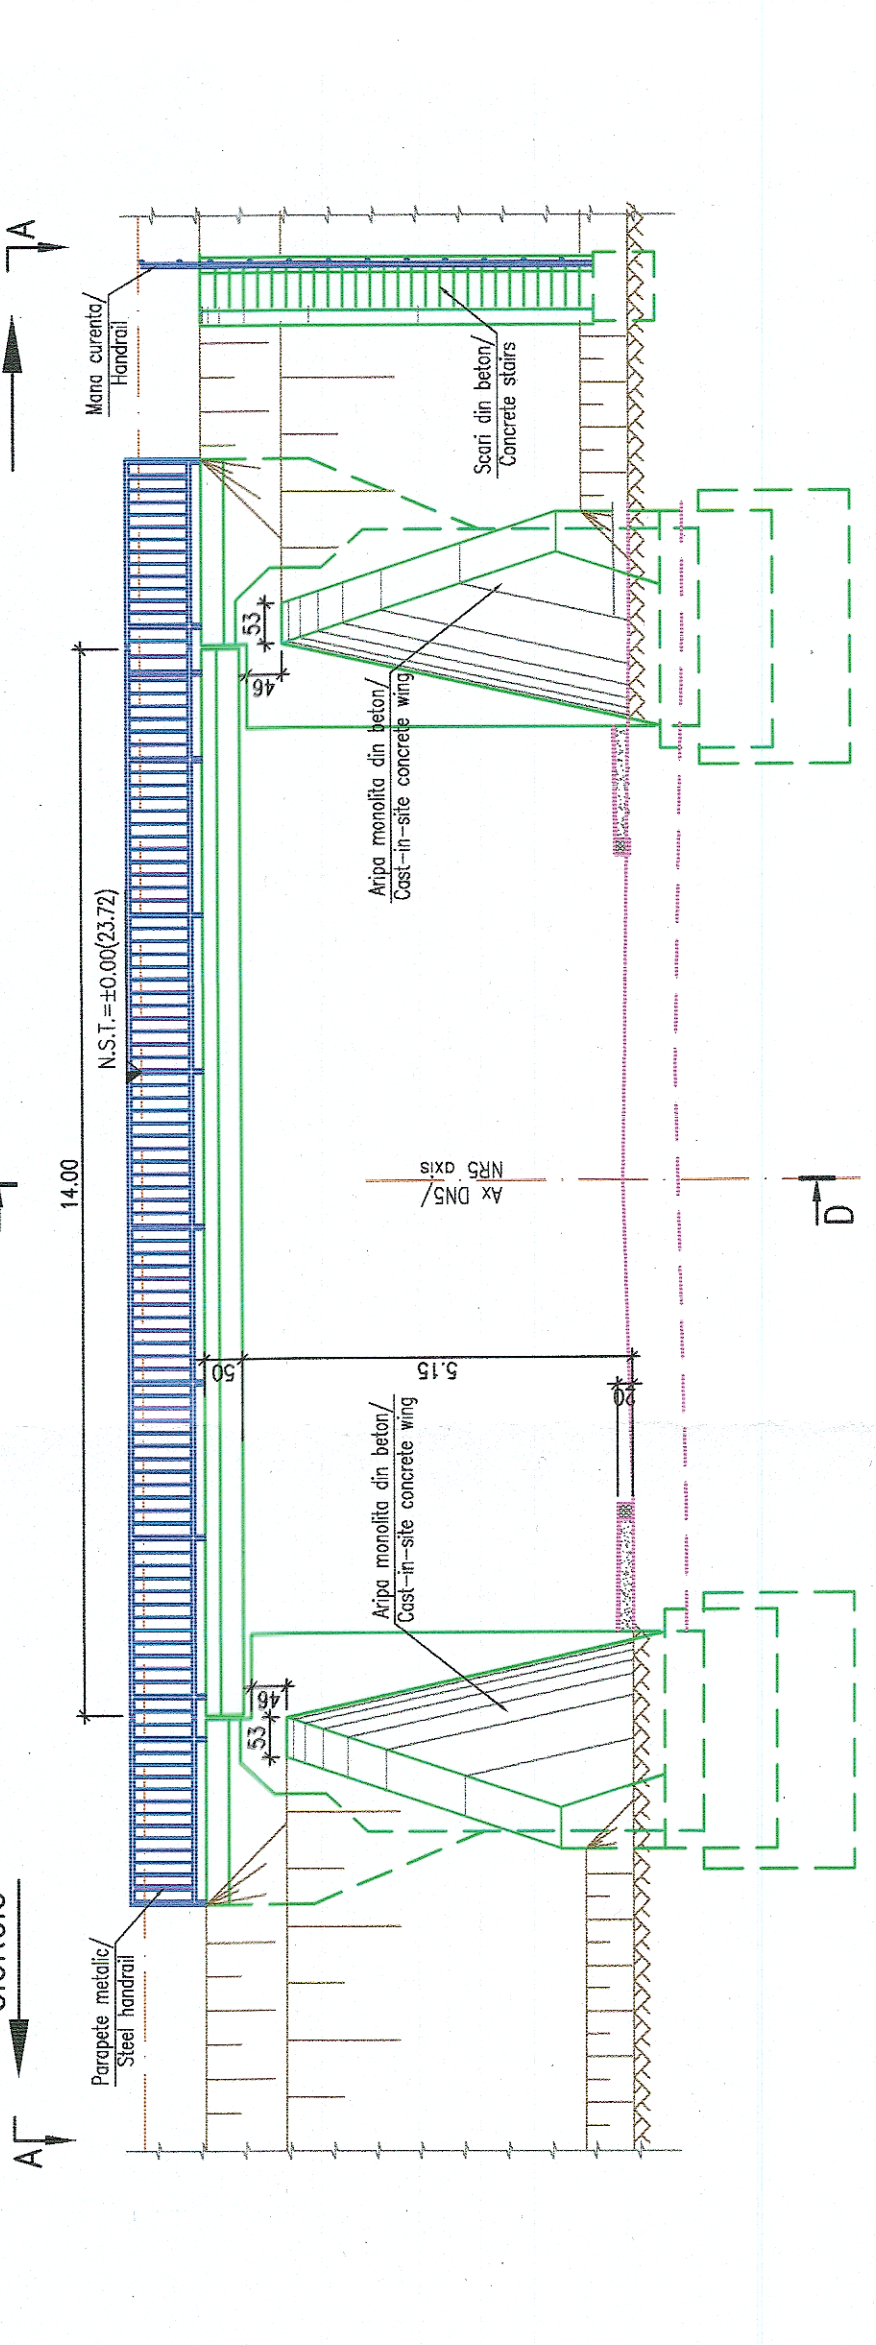 A
A
14.00
N.S.T.=±0.00(23.72)
Parapete metalic/
Steel handrail
Mana curenta/
Handrail
53
46
50
53
46
Aripa monolita din beton/
Cast-in-site concrete wing
5.15
20
Ax DN5/
NR5 axis
Aripa monolita din beton/
Cast-in-site concrete wing
Scari din beton/
Concrete stairs
D